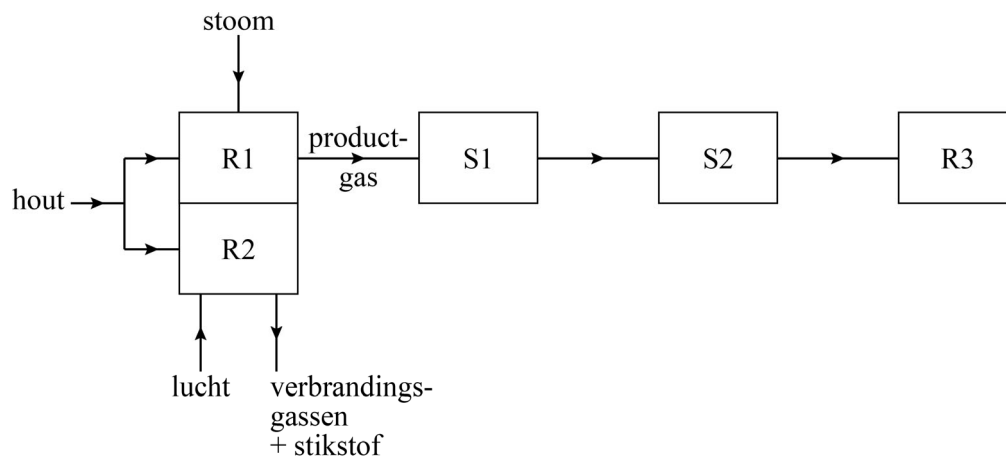 stoom
R1
product-
gas
S1
S2
R3
hout
R2
lucht
verbrandings-
gassen
+ stikstof